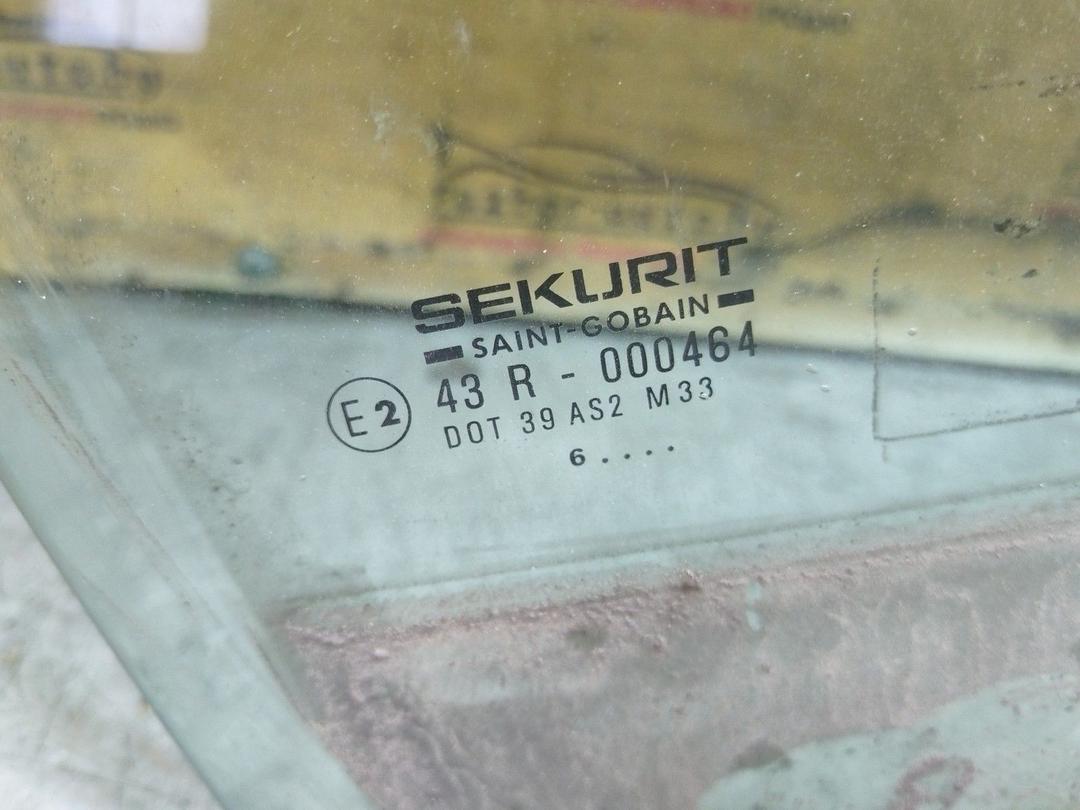 SEKURIT
SAINT-GOBAIN
E2
43 R - 000464
DOT 39 AS2 M33
6 . . . .